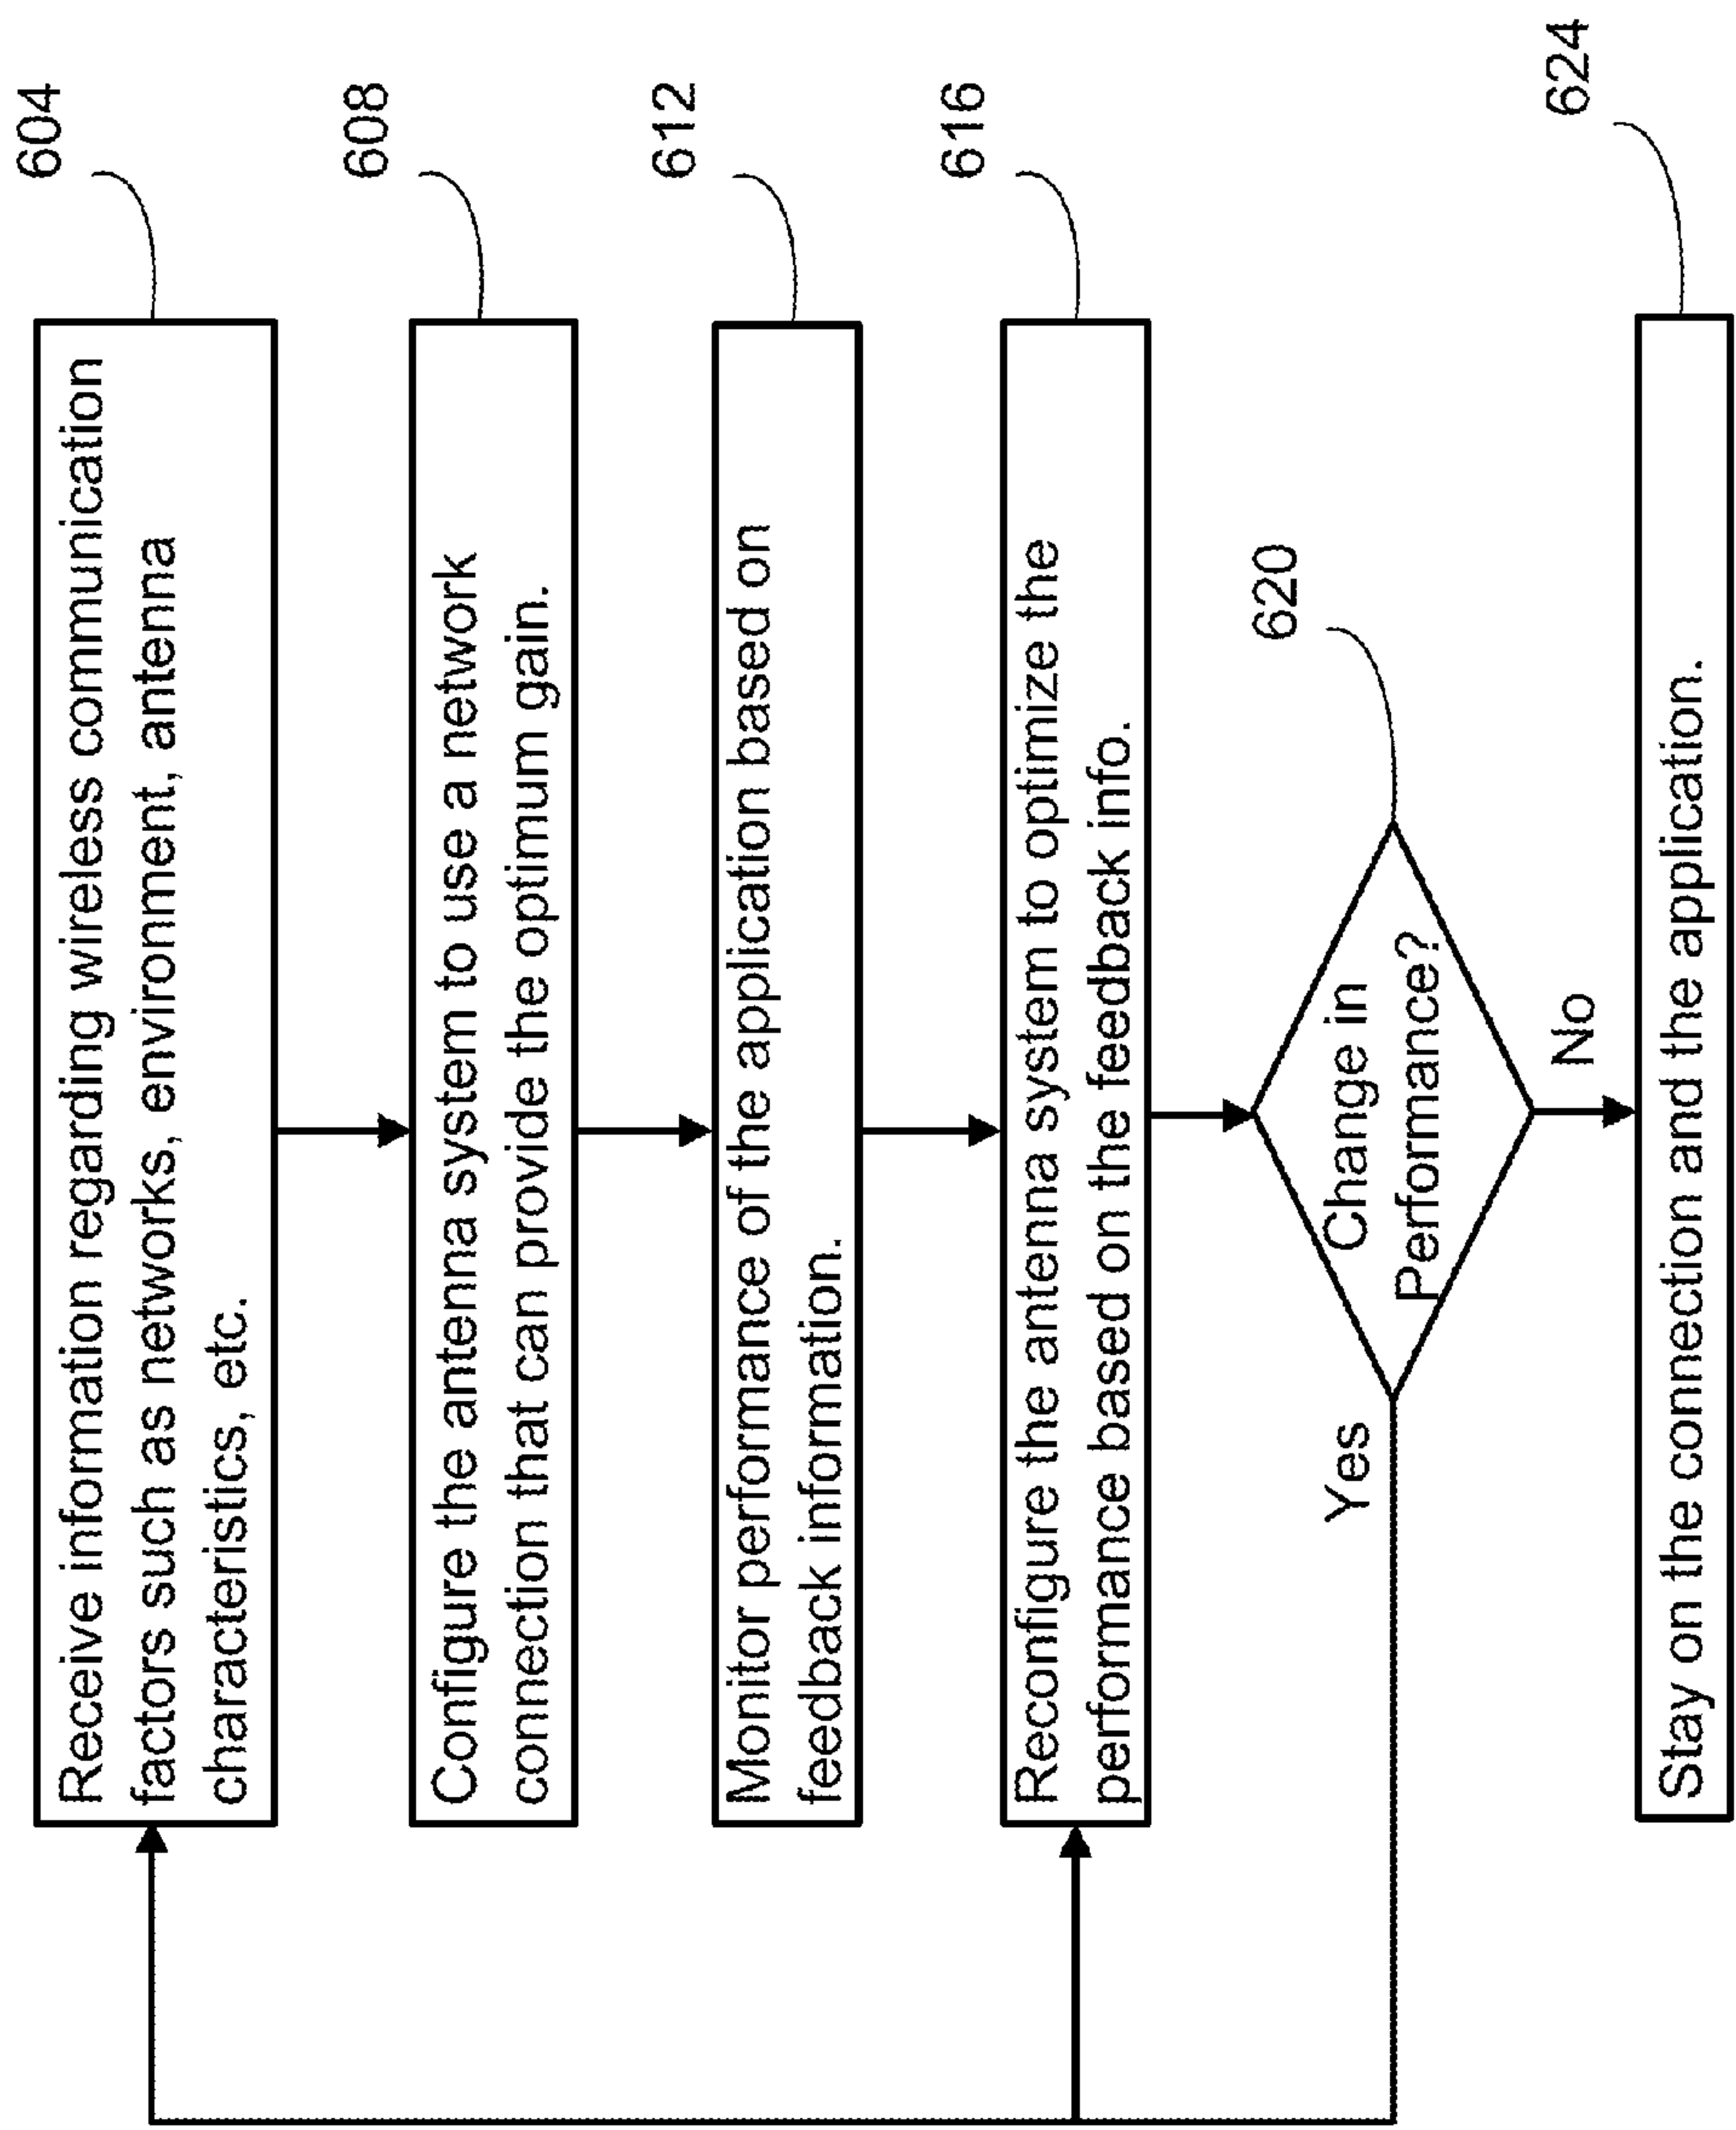 604
Receive information regarding wireless communication
factors such as networks, environment, antenna
characteristics, etc.
608
Configure the antenna system to use a network
connection that can provide the optimum gain.
612
Monitor performance of the application based on
feedback information.
616
Reconfigure the antenna system to optimize the
performance based on the feedback info.
620
Change in
Performance?
Yes
No
624
Stay on the connection and the application.